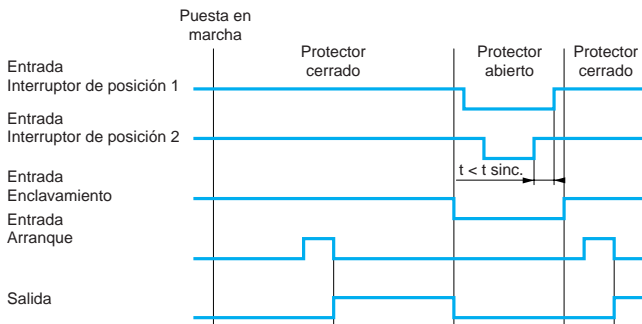 Puesta en
marcha
Protector
cerrado
Protector
abierto
Protector
cerrado
Entrada
Interruptor de posición 1
Entrada
Interruptor de posición 2
t < t sinc.
Entrada
Enclavamiento
Entrada
Arranque
Salida